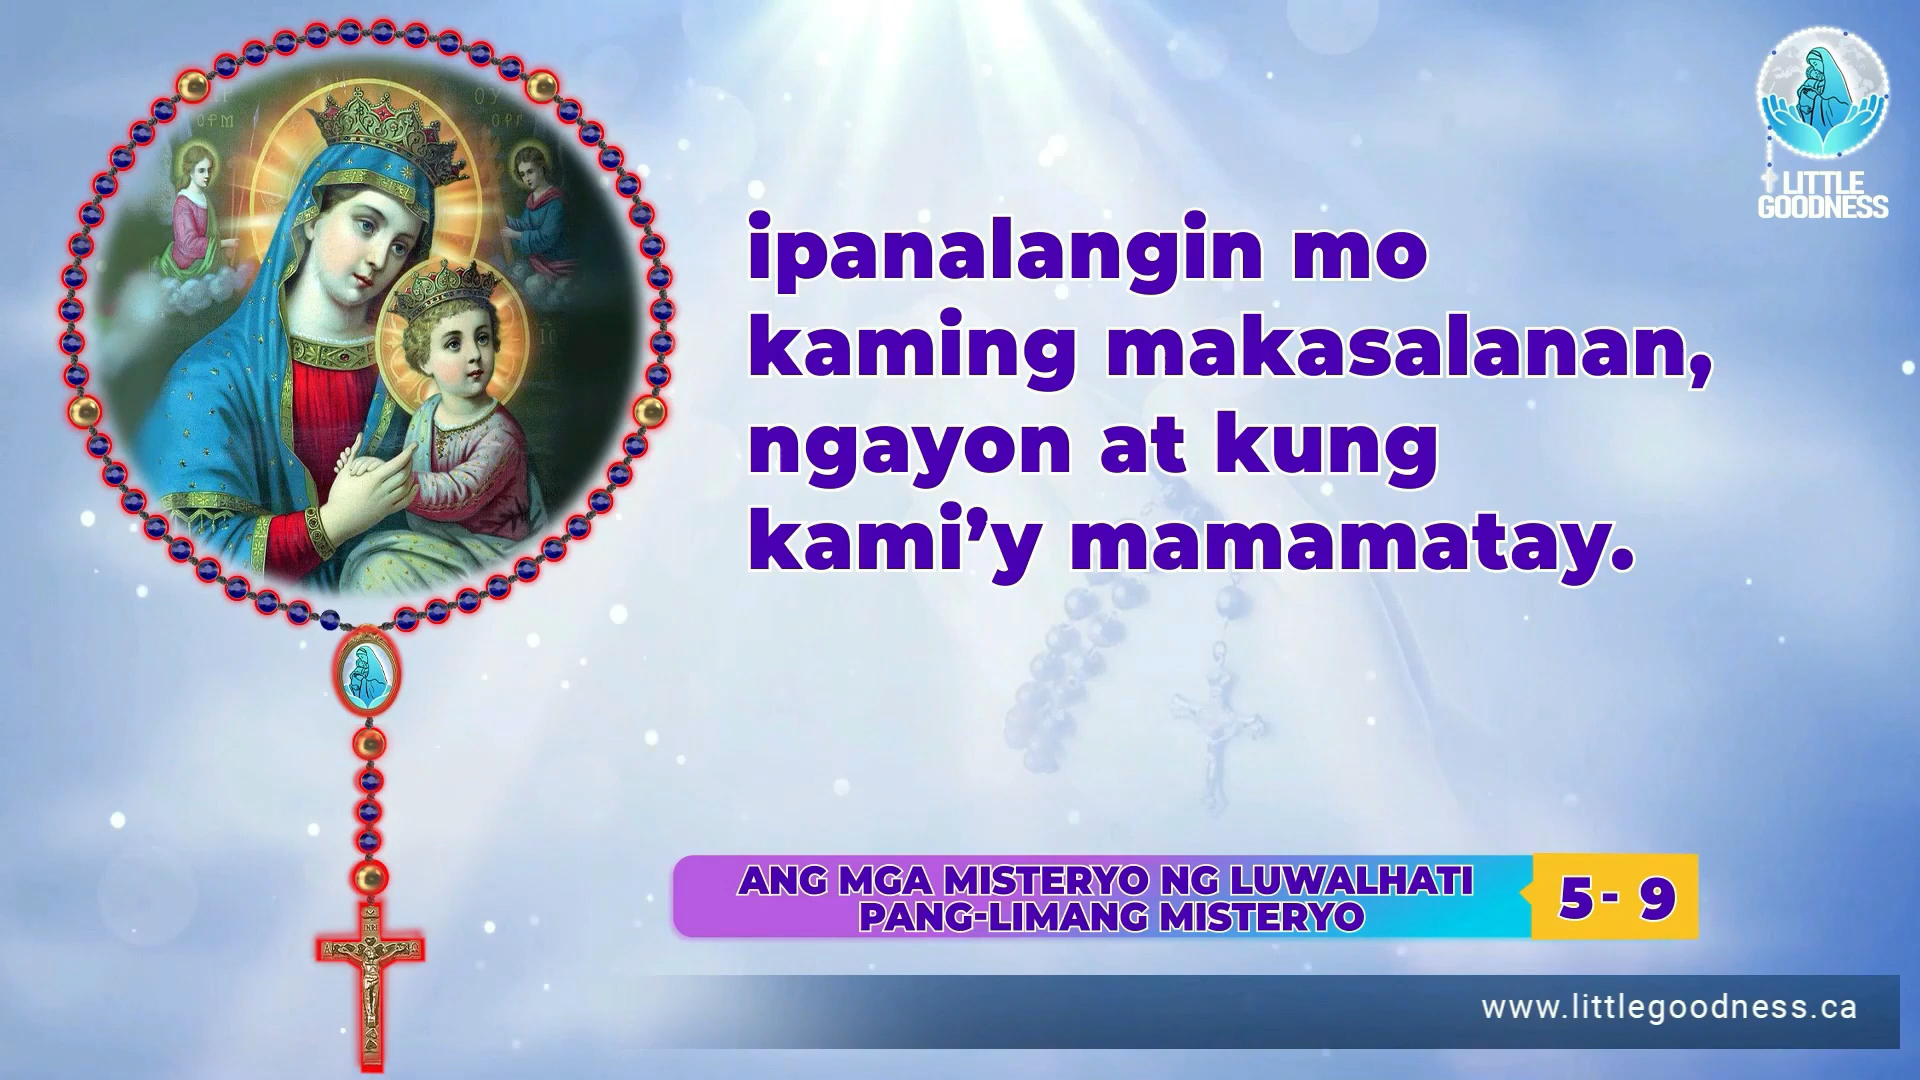 LITTLE
GOODNESS
ipanalangin mo
kaming makasalanan,
ngayon at kung
kami’y mamamatay.
ANG MGA MISTERYO NG LUWALHATI
PANG-LIMANG MISTERYO
5- 9
www.littlegoodness.ca
INRI